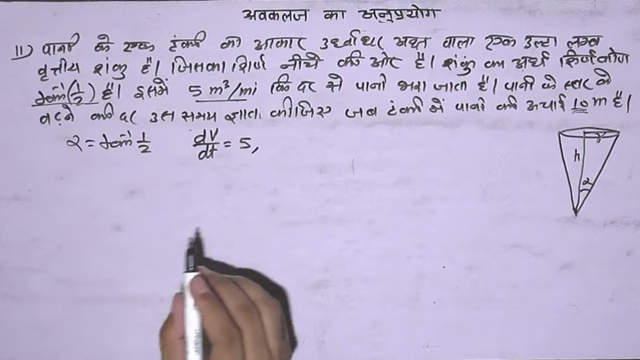 अवकलज का अनुप्रयोग
11) पानी के एक टंकी का आकार उर्ध्वाधर अक्ष वाला एक उल्टा लम्ब
वृत्तीय शंकु है। जिसका शीर्ष नीचे की ओर है। शंकु का अर्ध शीर्ष कोण
tan⁻¹(1/2) है। इसमें 5 m³/mi की दर से पानी भरा जाता है। पानी के स्तर के
बढ़ने की दर उस समय ज्ञात कीजिए जब टंकी में पानी की ऊंचाई 10 m है।
α = tan⁻¹ 1/2 dV/dt = 5,
h
α